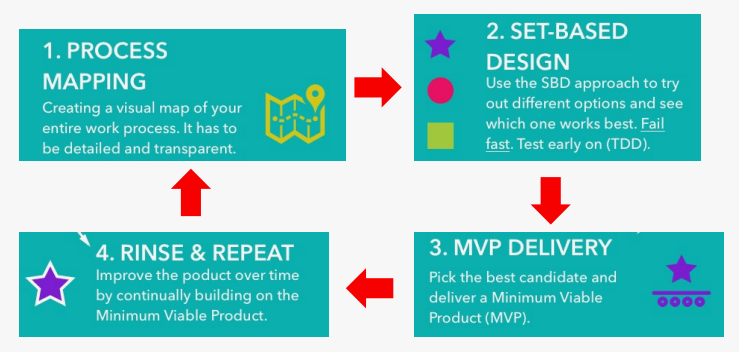 1. PROCESS
MAPPING
Creating a visual map of your
entire work process. It has to
be detailed and transparent.
2. SET-BASED
DESIGN
Use the SBD approach to try
out different options and see
which one works best. Fail
fast. Test early on (TDD).
3. MVP DELIVERY
Pick the best candidate and
deliver a Minimum Viable
Product (MVP).
4. RINSE & REPEAT
Improve the poduct over time
by continually building on the
Minimum Viable Product.